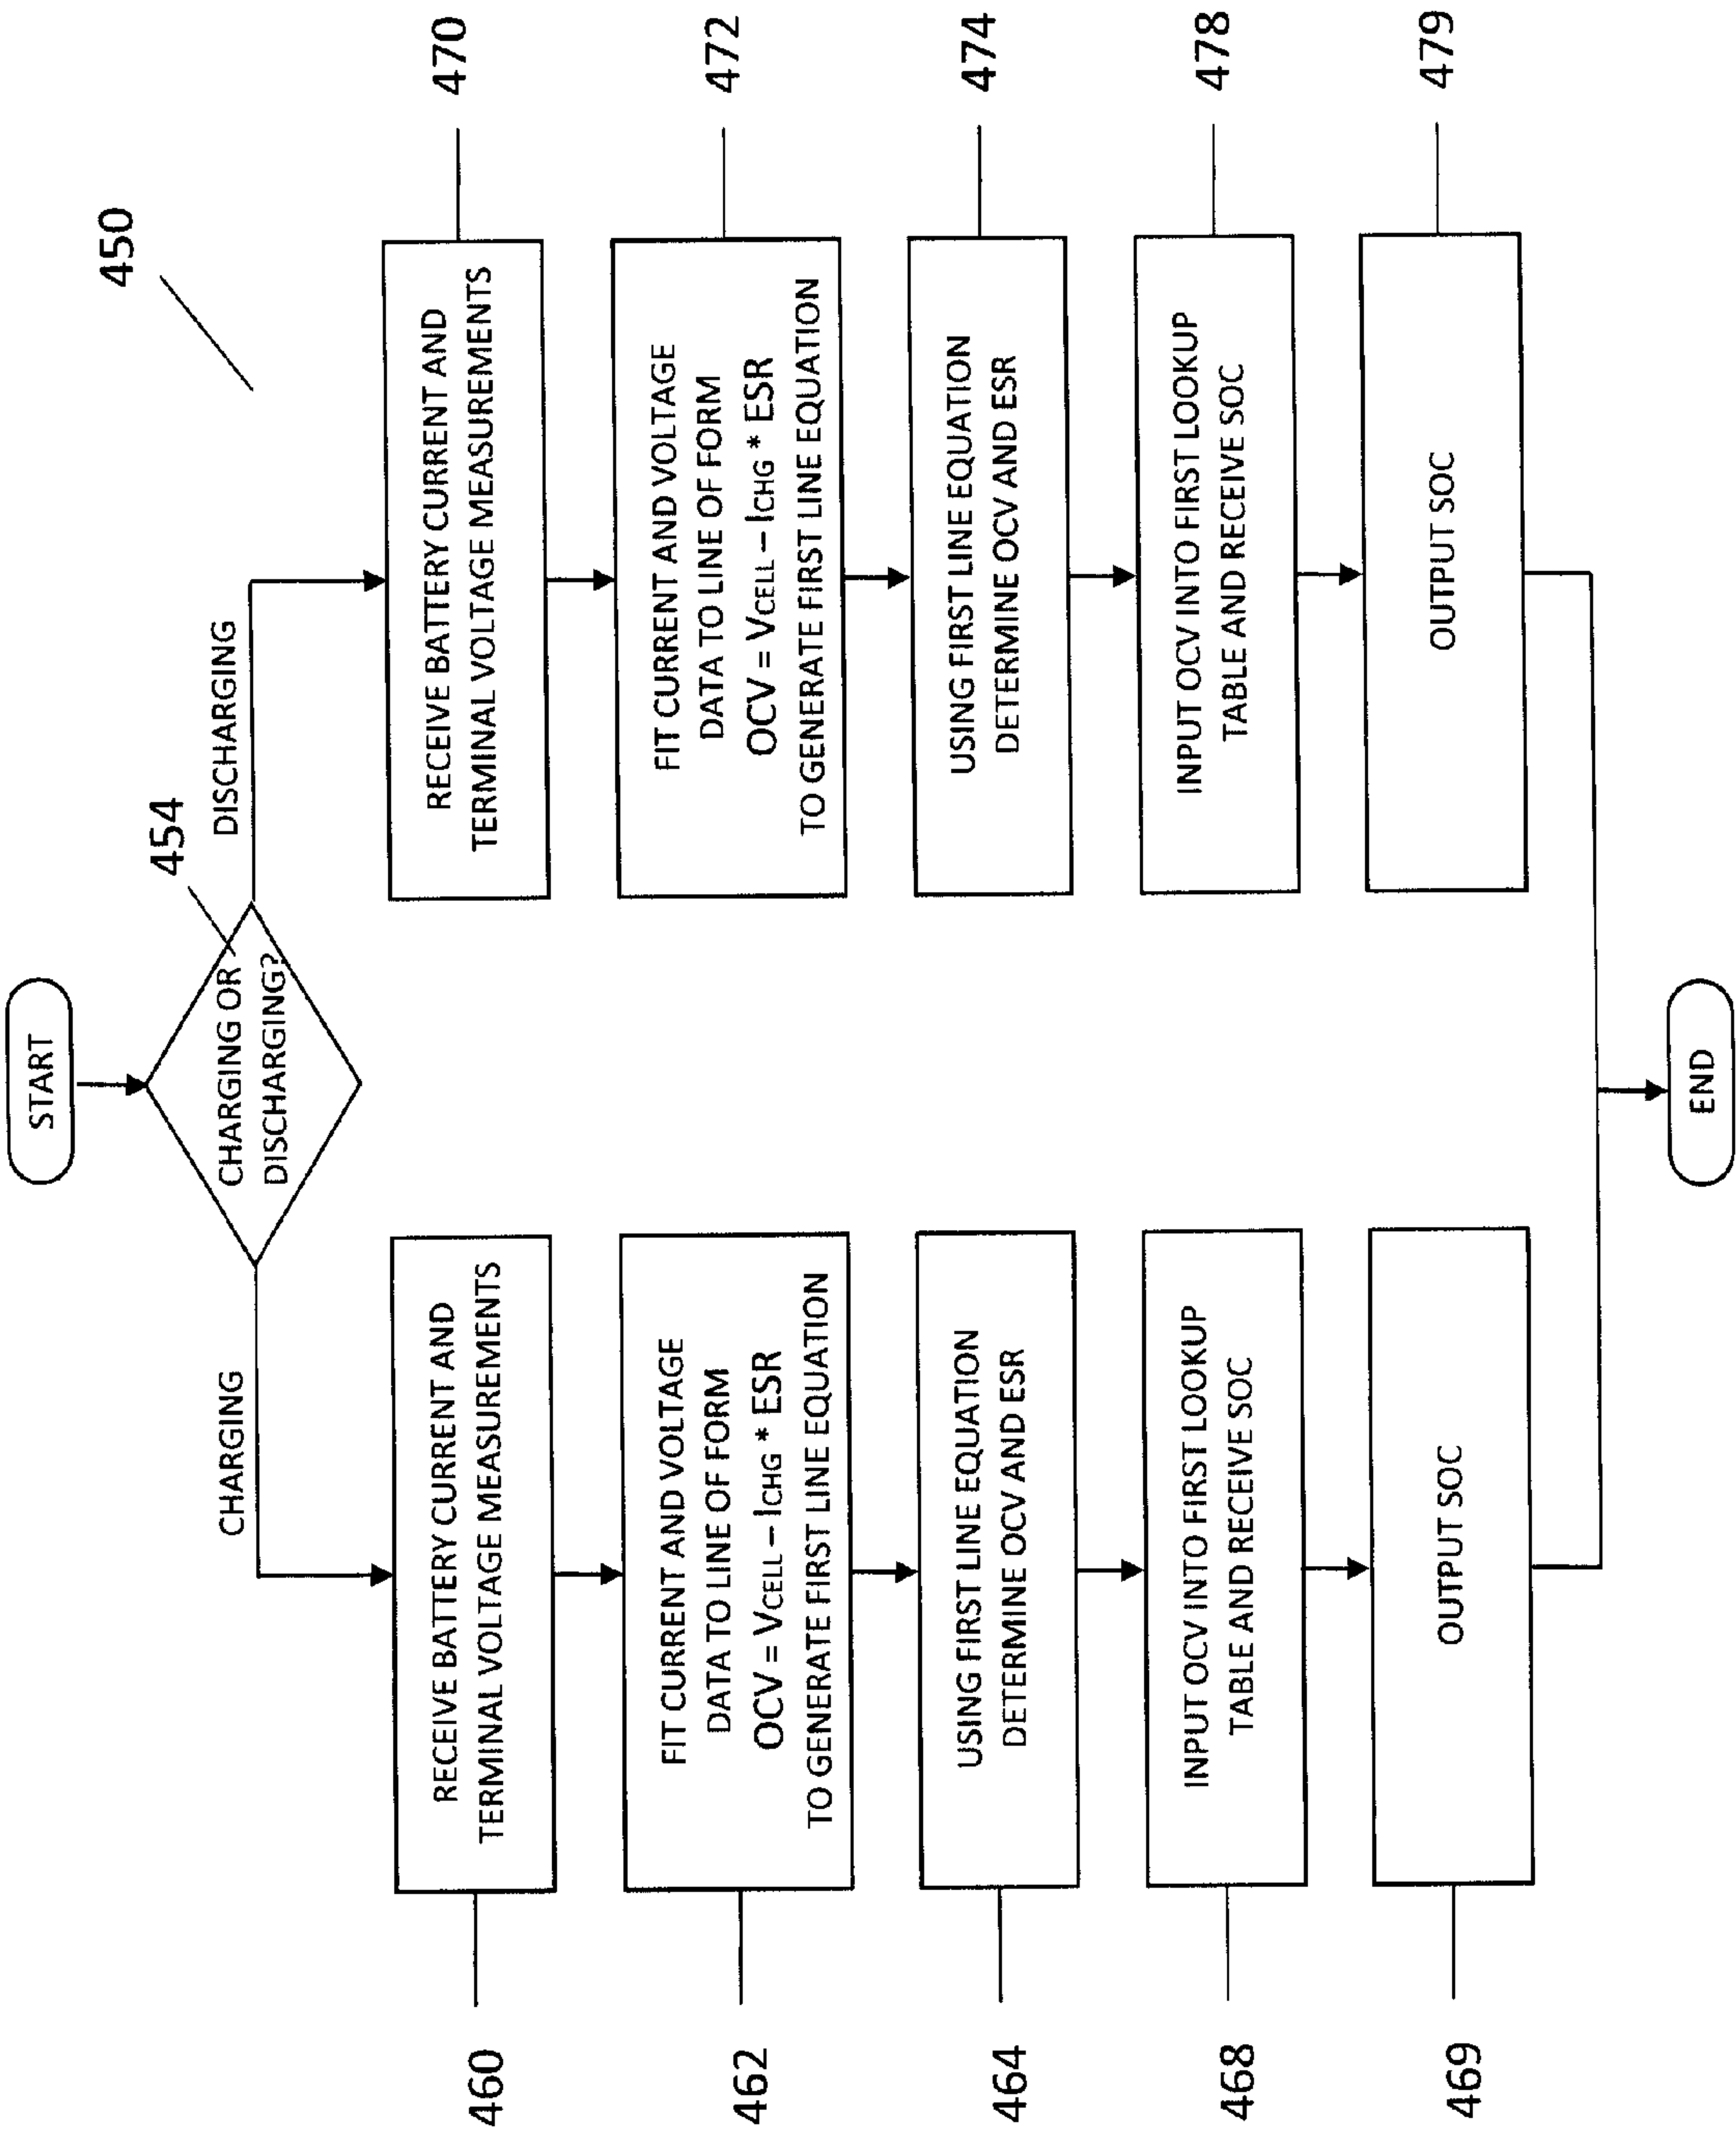 450
START
454
CHARGING OR
DISCHARGING?
CHARGING
DISCHARGING
460
RECEIVE BATTERY CURRENT AND
TERMINAL VOLTAGE MEASUREMENTS
462
FIT CURRENT AND VOLTAGE
DATA TO LINE OF FORM
OCV = VCELL – ICHG * ESR
TO GENERATE FIRST LINE EQUATION
464
USING FIRST LINE EQUATION
DETERMINE OCV AND ESR
468
INPUT OCV INTO FIRST LOOKUP
TABLE AND RECEIVE SOC
469
OUTPUT SOC
470
RECEIVE BATTERY CURRENT AND
TERMINAL VOLTAGE MEASUREMENTS
472
FIT CURRENT AND VOLTAGE
DATA TO LINE OF FORM
OCV = VCELL – ICHG * ESR
TO GENERATE FIRST LINE EQUATION
474
USING FIRST LINE EQUATION
DETERMINE OCV AND ESR
478
INPUT OCV INTO FIRST LOOKUP
TABLE AND RECEIVE SOC
479
OUTPUT SOC
END